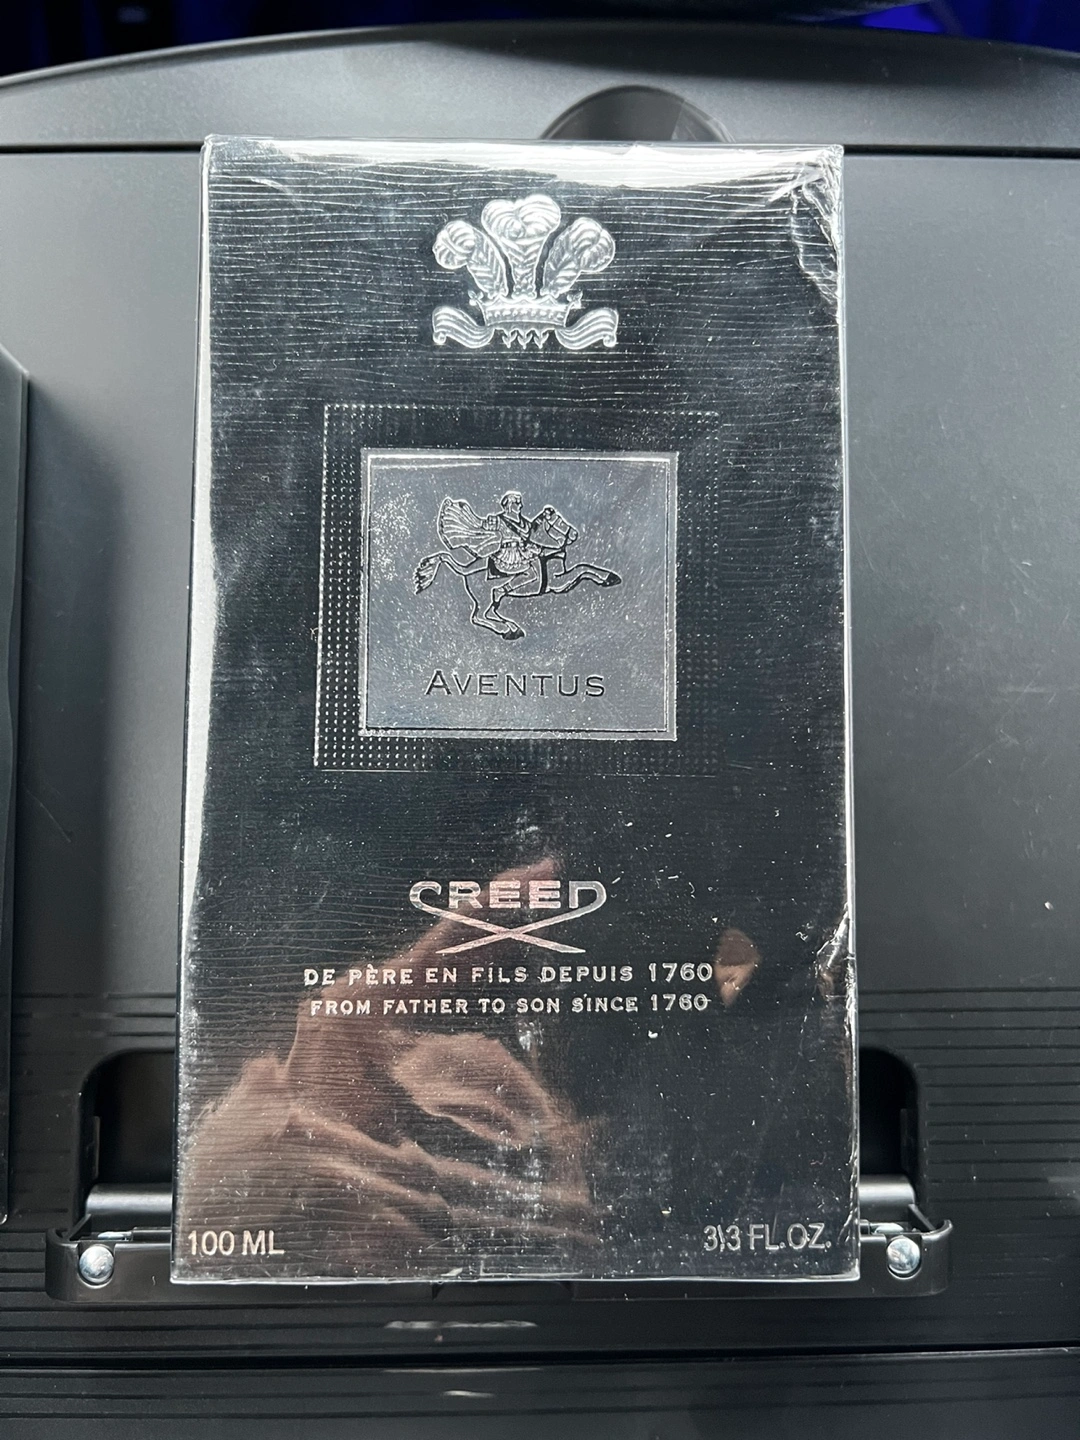 AVENTUS
CREED
DE PÈRE EN FILS DEPUIS 1760
FROM FATHER TO SON SINCE 1760
100 ML
3\3 FL.OZ.